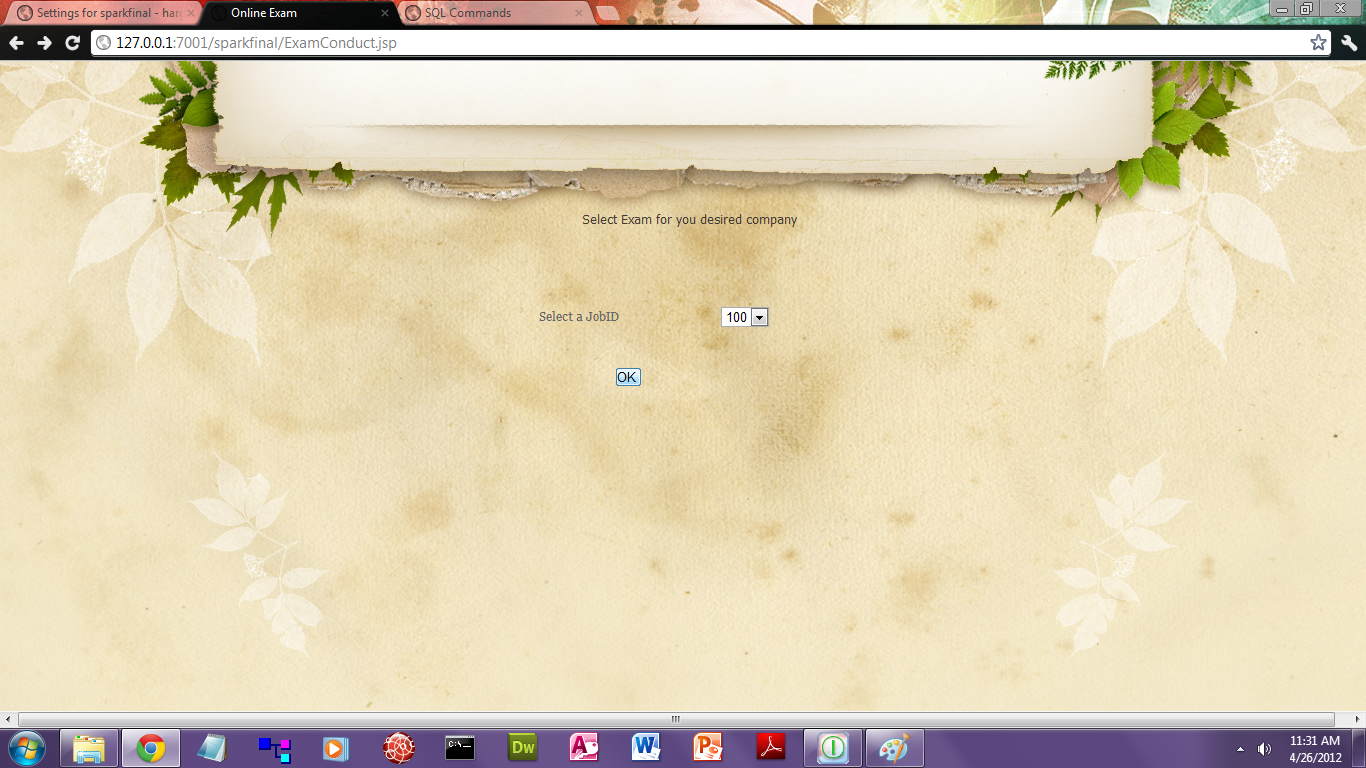 Settings for sparkfinal - har
Online Exam
SQL Commands
127.0.0.1:7001/sparkfinal/ExamConduct.jsp
Select Exam for you desired company
Select a JobID
100
OK
C:\_
Dw
A
W
P
11:31 AM
4/26/2012